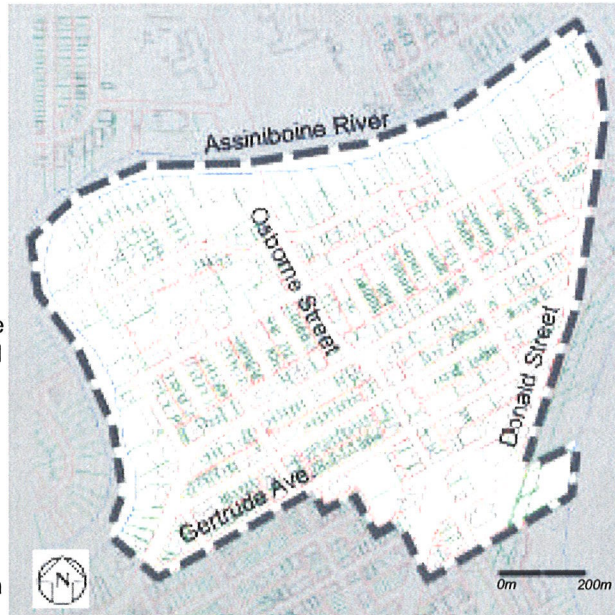 Assiniboine River
Osborne Street
Donald Street
Gertrude Ave
N
0m 200m